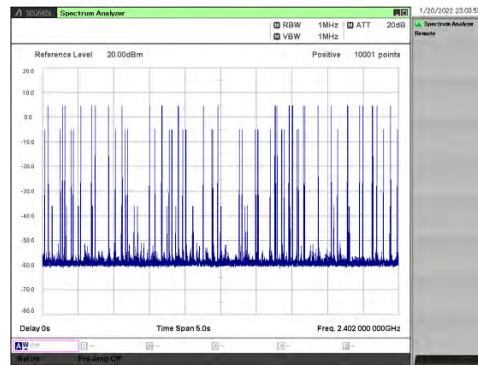 MS2692A Spectrum Analyzer
1/20/2022 23:03:53
M RBW 1MHz M ATT 20dB
M VBW 1MHz
Spectrum Analyzer
Remote
Reference Level 20.00dBm Positive 10001 points
20.0
10.0
0.0
-10.0
-20.0
-30.0
-40.0
-50.0
-60.0
-70.0
-80.0
Delay 0s Time Span 5.0s Freq. 2.402 000 000GHz
A Off
Ref.Int Pre-Amp Off